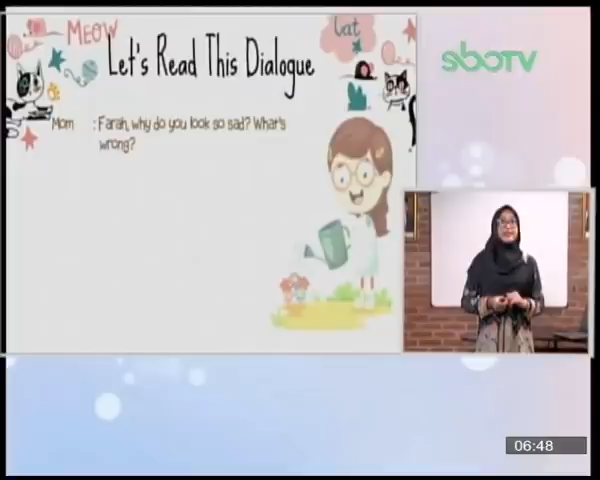 MEOW
Cat
Let's Read This Dialogue
sbOTV
Mom : Farah, why do you look so sad? What's
wrong?
06:48